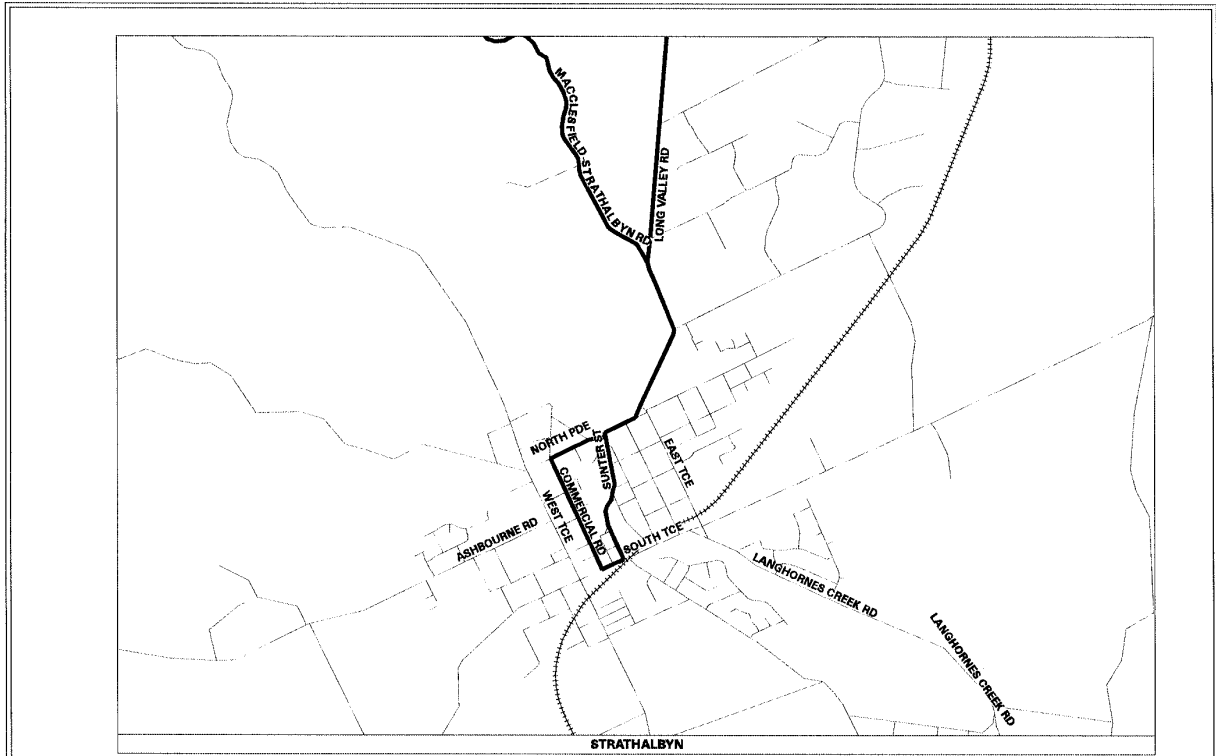 MACCLESFIELD-STRATHALBYN RD
LONG VALLEY RD
NORTH PDE
SUNTER ST
EAST TCE
COMMERCIAL RD
WEST TCE
ASHBOURNE RD
SOUTH TCE
LANGHORNES CREEK RD
LANGHORNES CREEK RD
STRATHALBYN